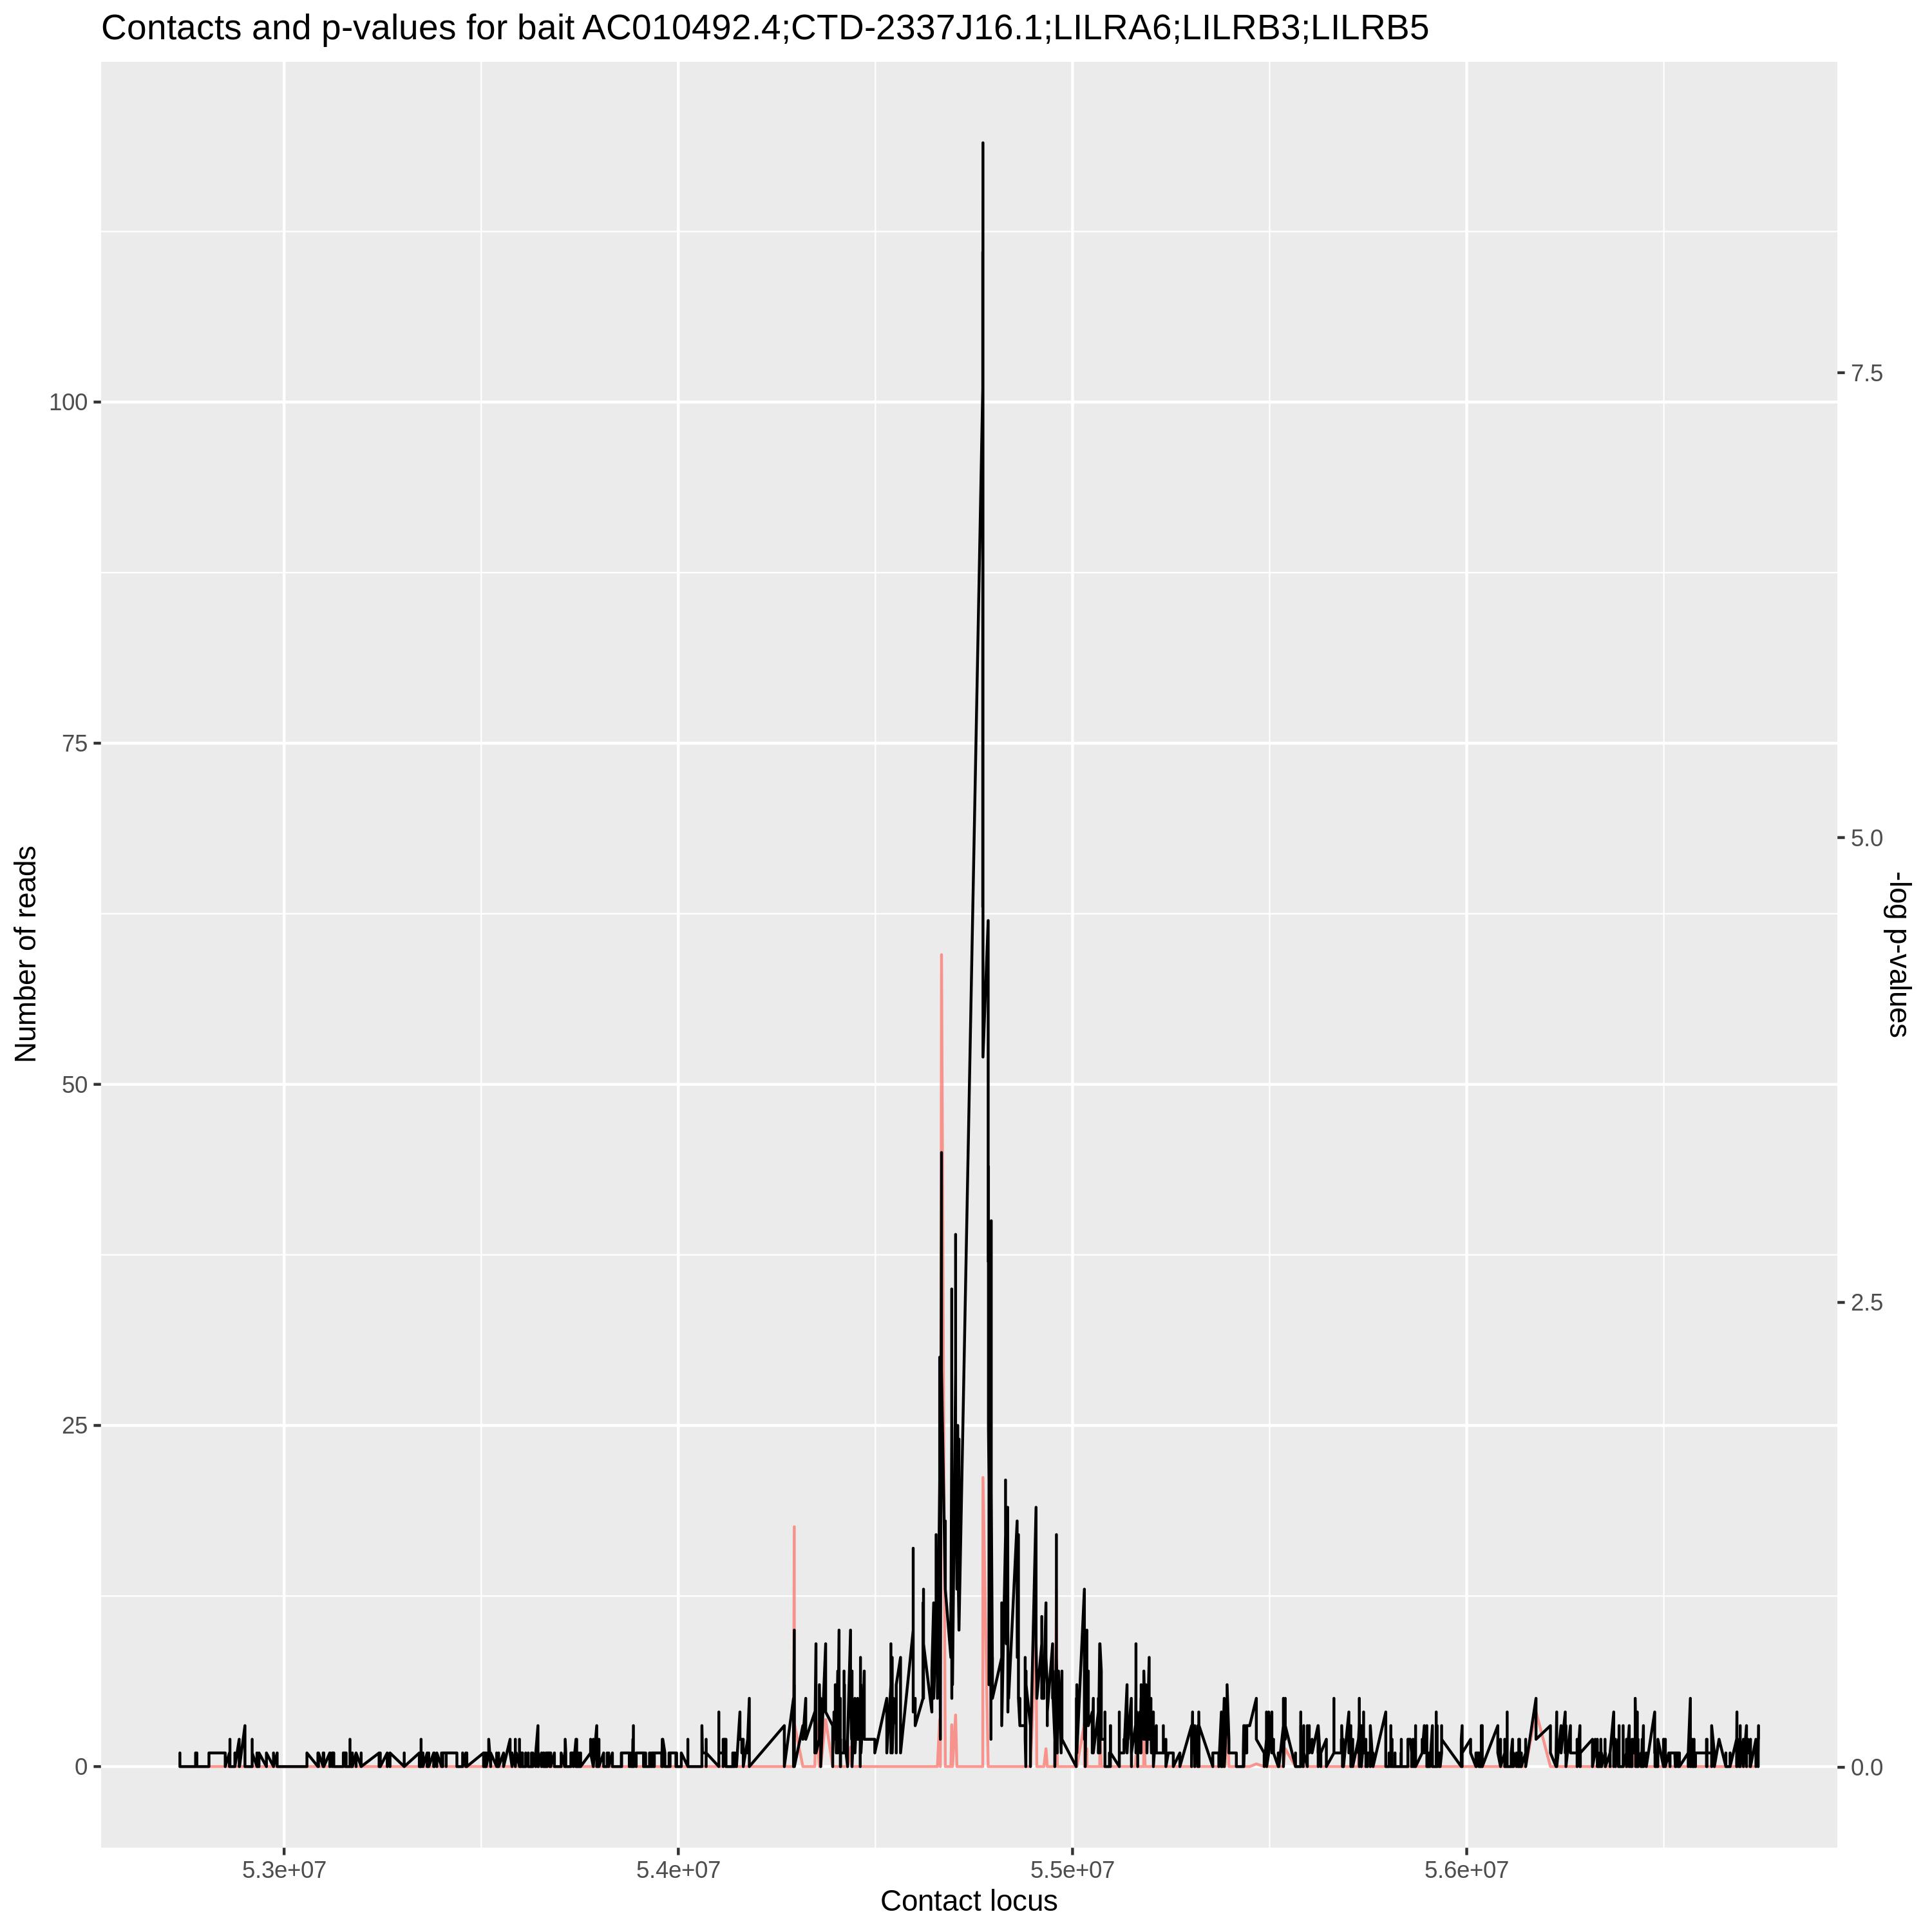 Contacts and p-values for bait AC010492.4;CTD-2337J16.1;LILRA6;LILRB3;LILRB5
Number of reads
100
75
50
25
0
7.5
5.0
2.5
0.0
-log p-values
5.3e+07
5.4e+07
5.5e+07
5.6e+07
Contact locus